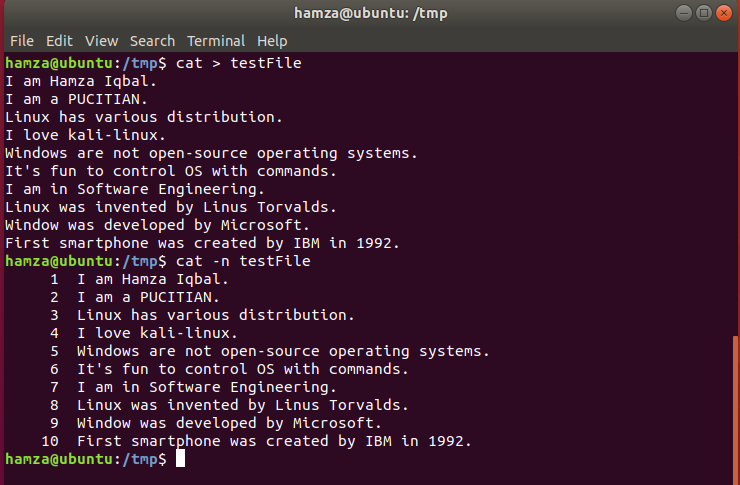 hamza@ubuntu: /tmp
File Edit View Search Terminal Help
hamza@ubuntu:/tmp$ cat > testFile
I am Hamza Iqbal.
I am a PUCITIAN.
Linux has various distribution.
I love kali-linux.
Windows are not open-source operating systems.
It's fun to control OS with commands.
I am in Software Engineering.
Linux was invented by Linus Torvalds.
Window was developed by Microsoft.
First smartphone was created by IBM in 1992.
hamza@ubuntu:/tmp$ cat -n testFile
1 I am Hamza Iqbal.
2 I am a PUCITIAN.
3 Linux has various distribution.
4 I love kali-linux.
5 Windows are not open-source operating systems.
6 It's fun to control OS with commands.
7 I am in Software Engineering.
8 Linux was invented by Linus Torvalds.
9 Window was developed by Microsoft.
10 First smartphone was created by IBM in 1992.
hamza@ubuntu:/tmp$